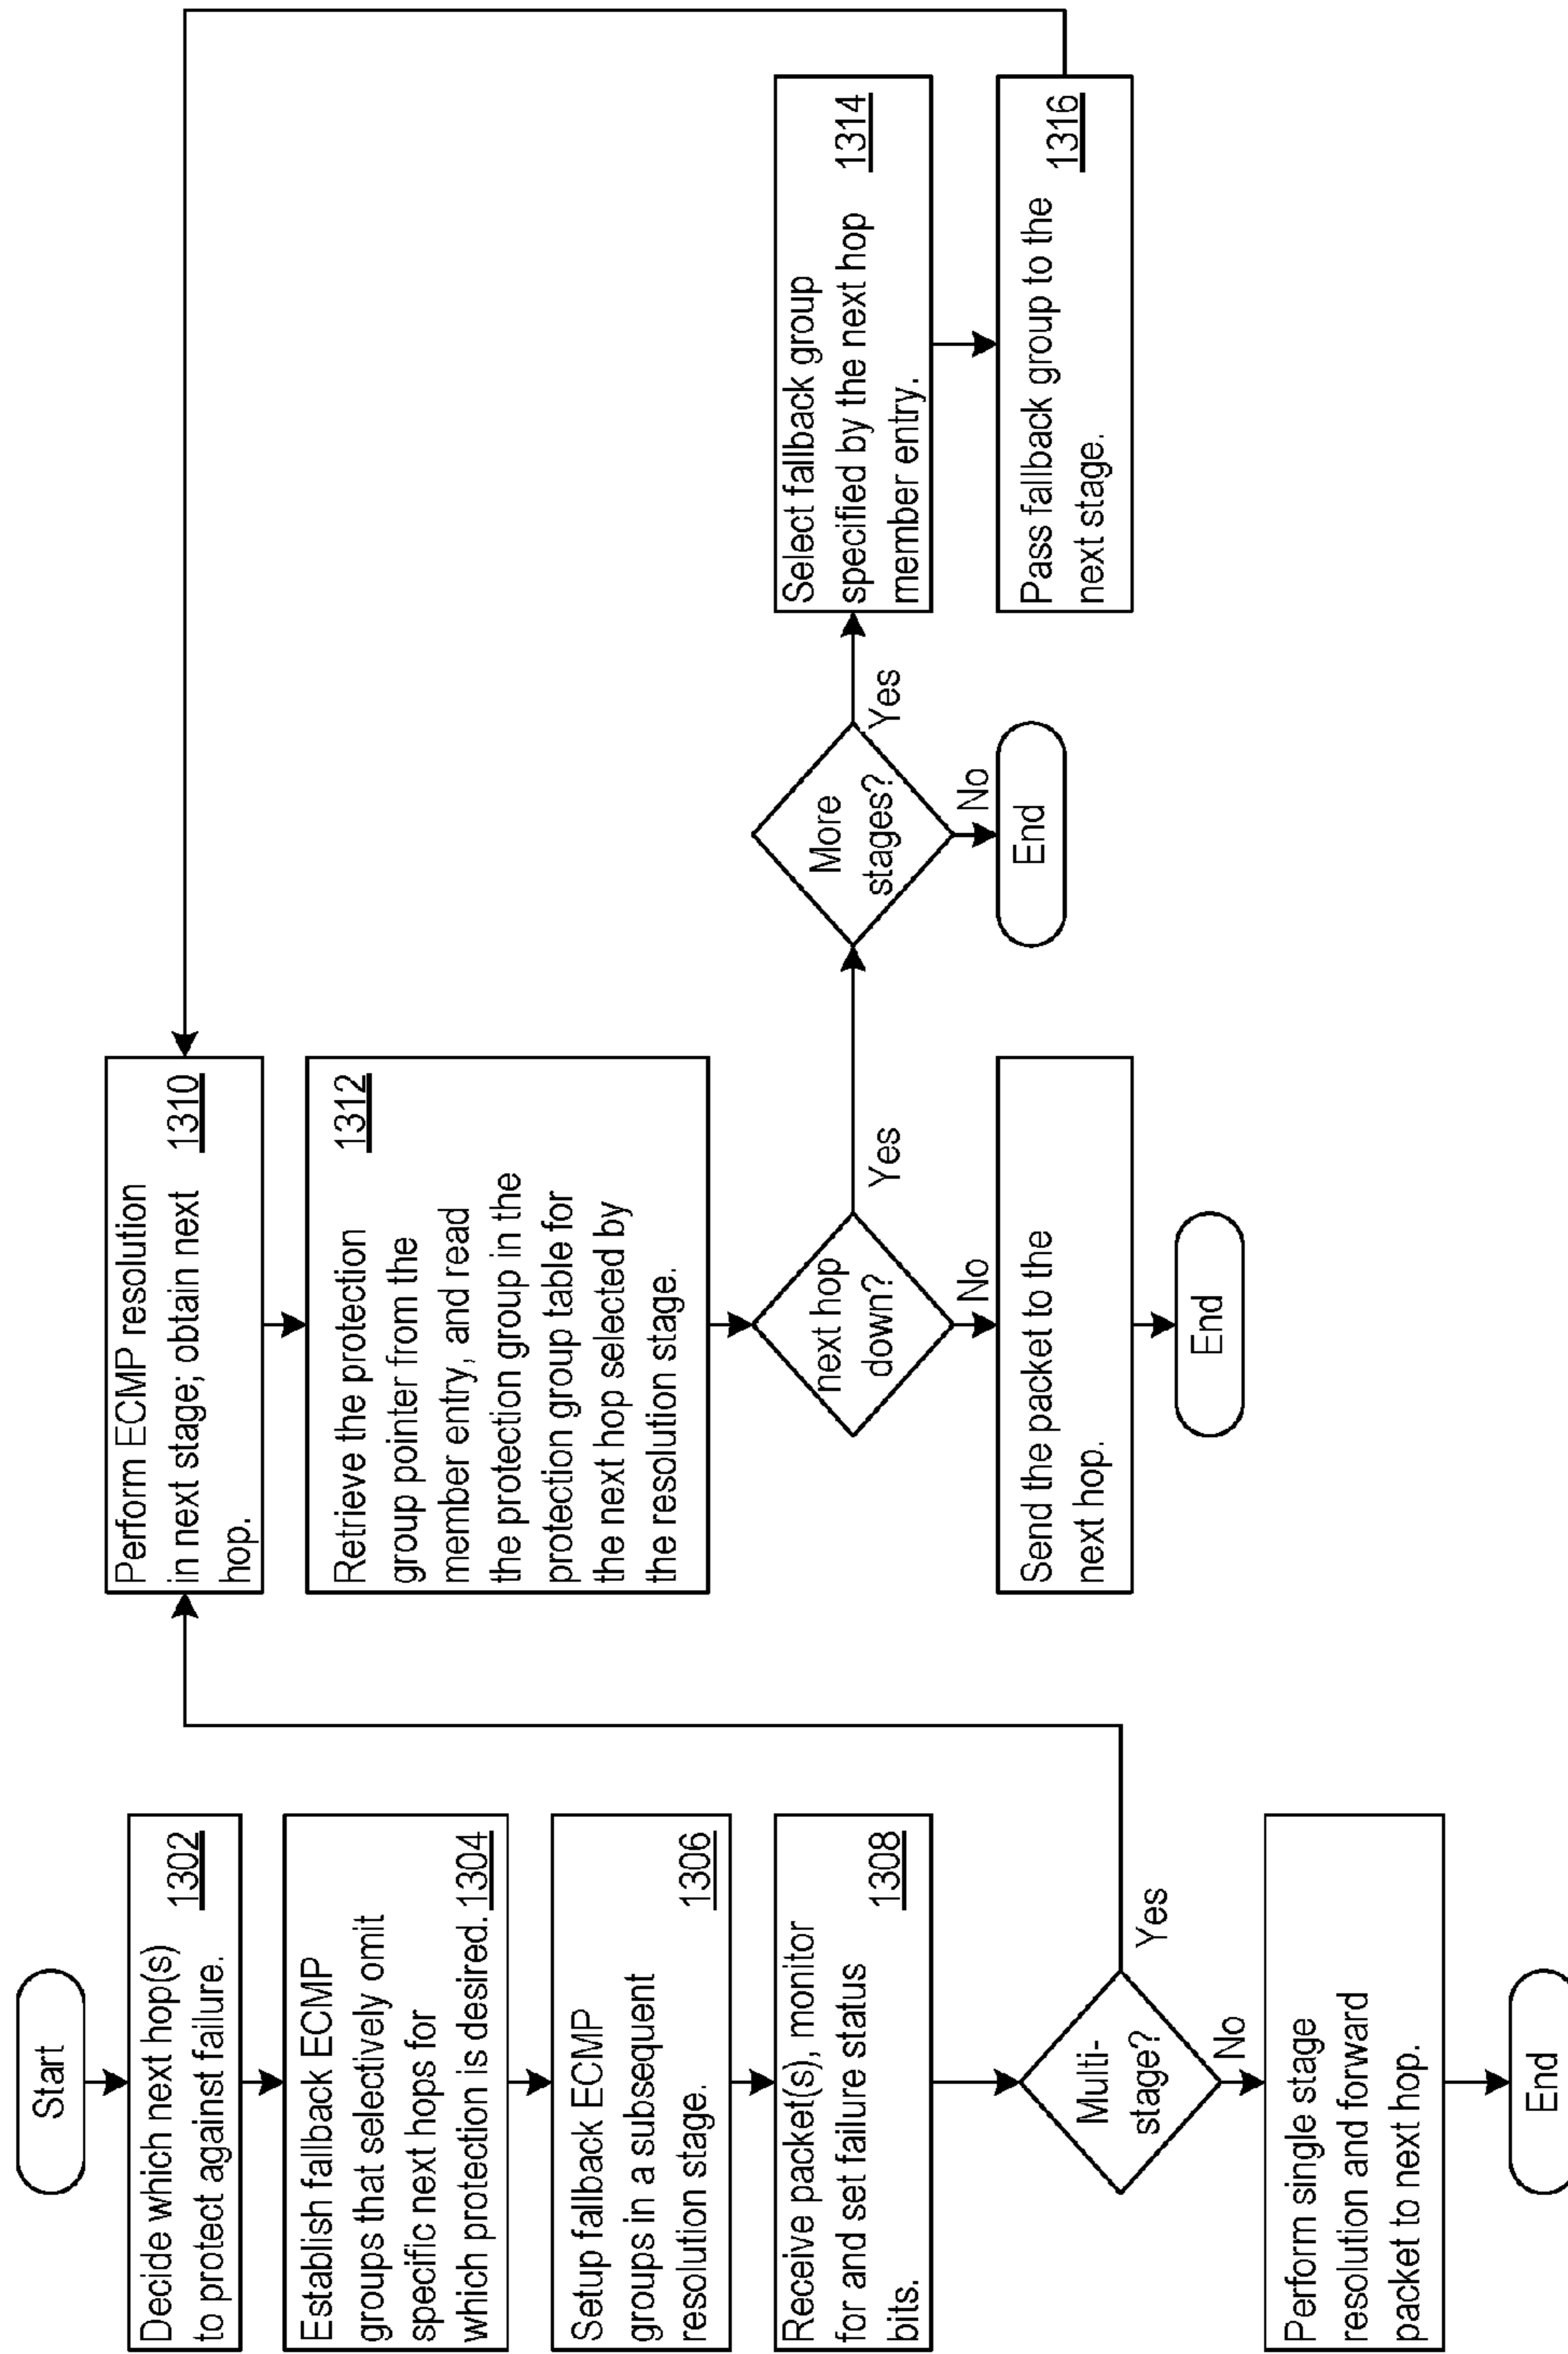 Start
Decide which next hop(s)
to protect against failure. 1302
Establish fallback ECMP
groups that selectively omit
specific next hops for
which protection is desired. 1304
Setup fallback ECMP
groups in a subsequent
resolution stage. 1306
Receive packet(s), monitor
for and set failure status
bits. 1308
Multi-
stage?
Yes
No
Perform single stage
resolution and forward
packet to next hop.
End
Perform ECMP resolution
in next stage; obtain next 1310
hop.
Retrieve the protection 1312
group pointer from the
member entry, and read
the protection group in the
protection group table for
the next hop selected by
the resolution stage.
next hop
down?
Yes
No
Send the packet to the
next hop.
End
More
stages?
Yes
No
End
Select fallback group
specified by the next hop 1314
member entry.
Pass fallback group to the
next stage. 1316